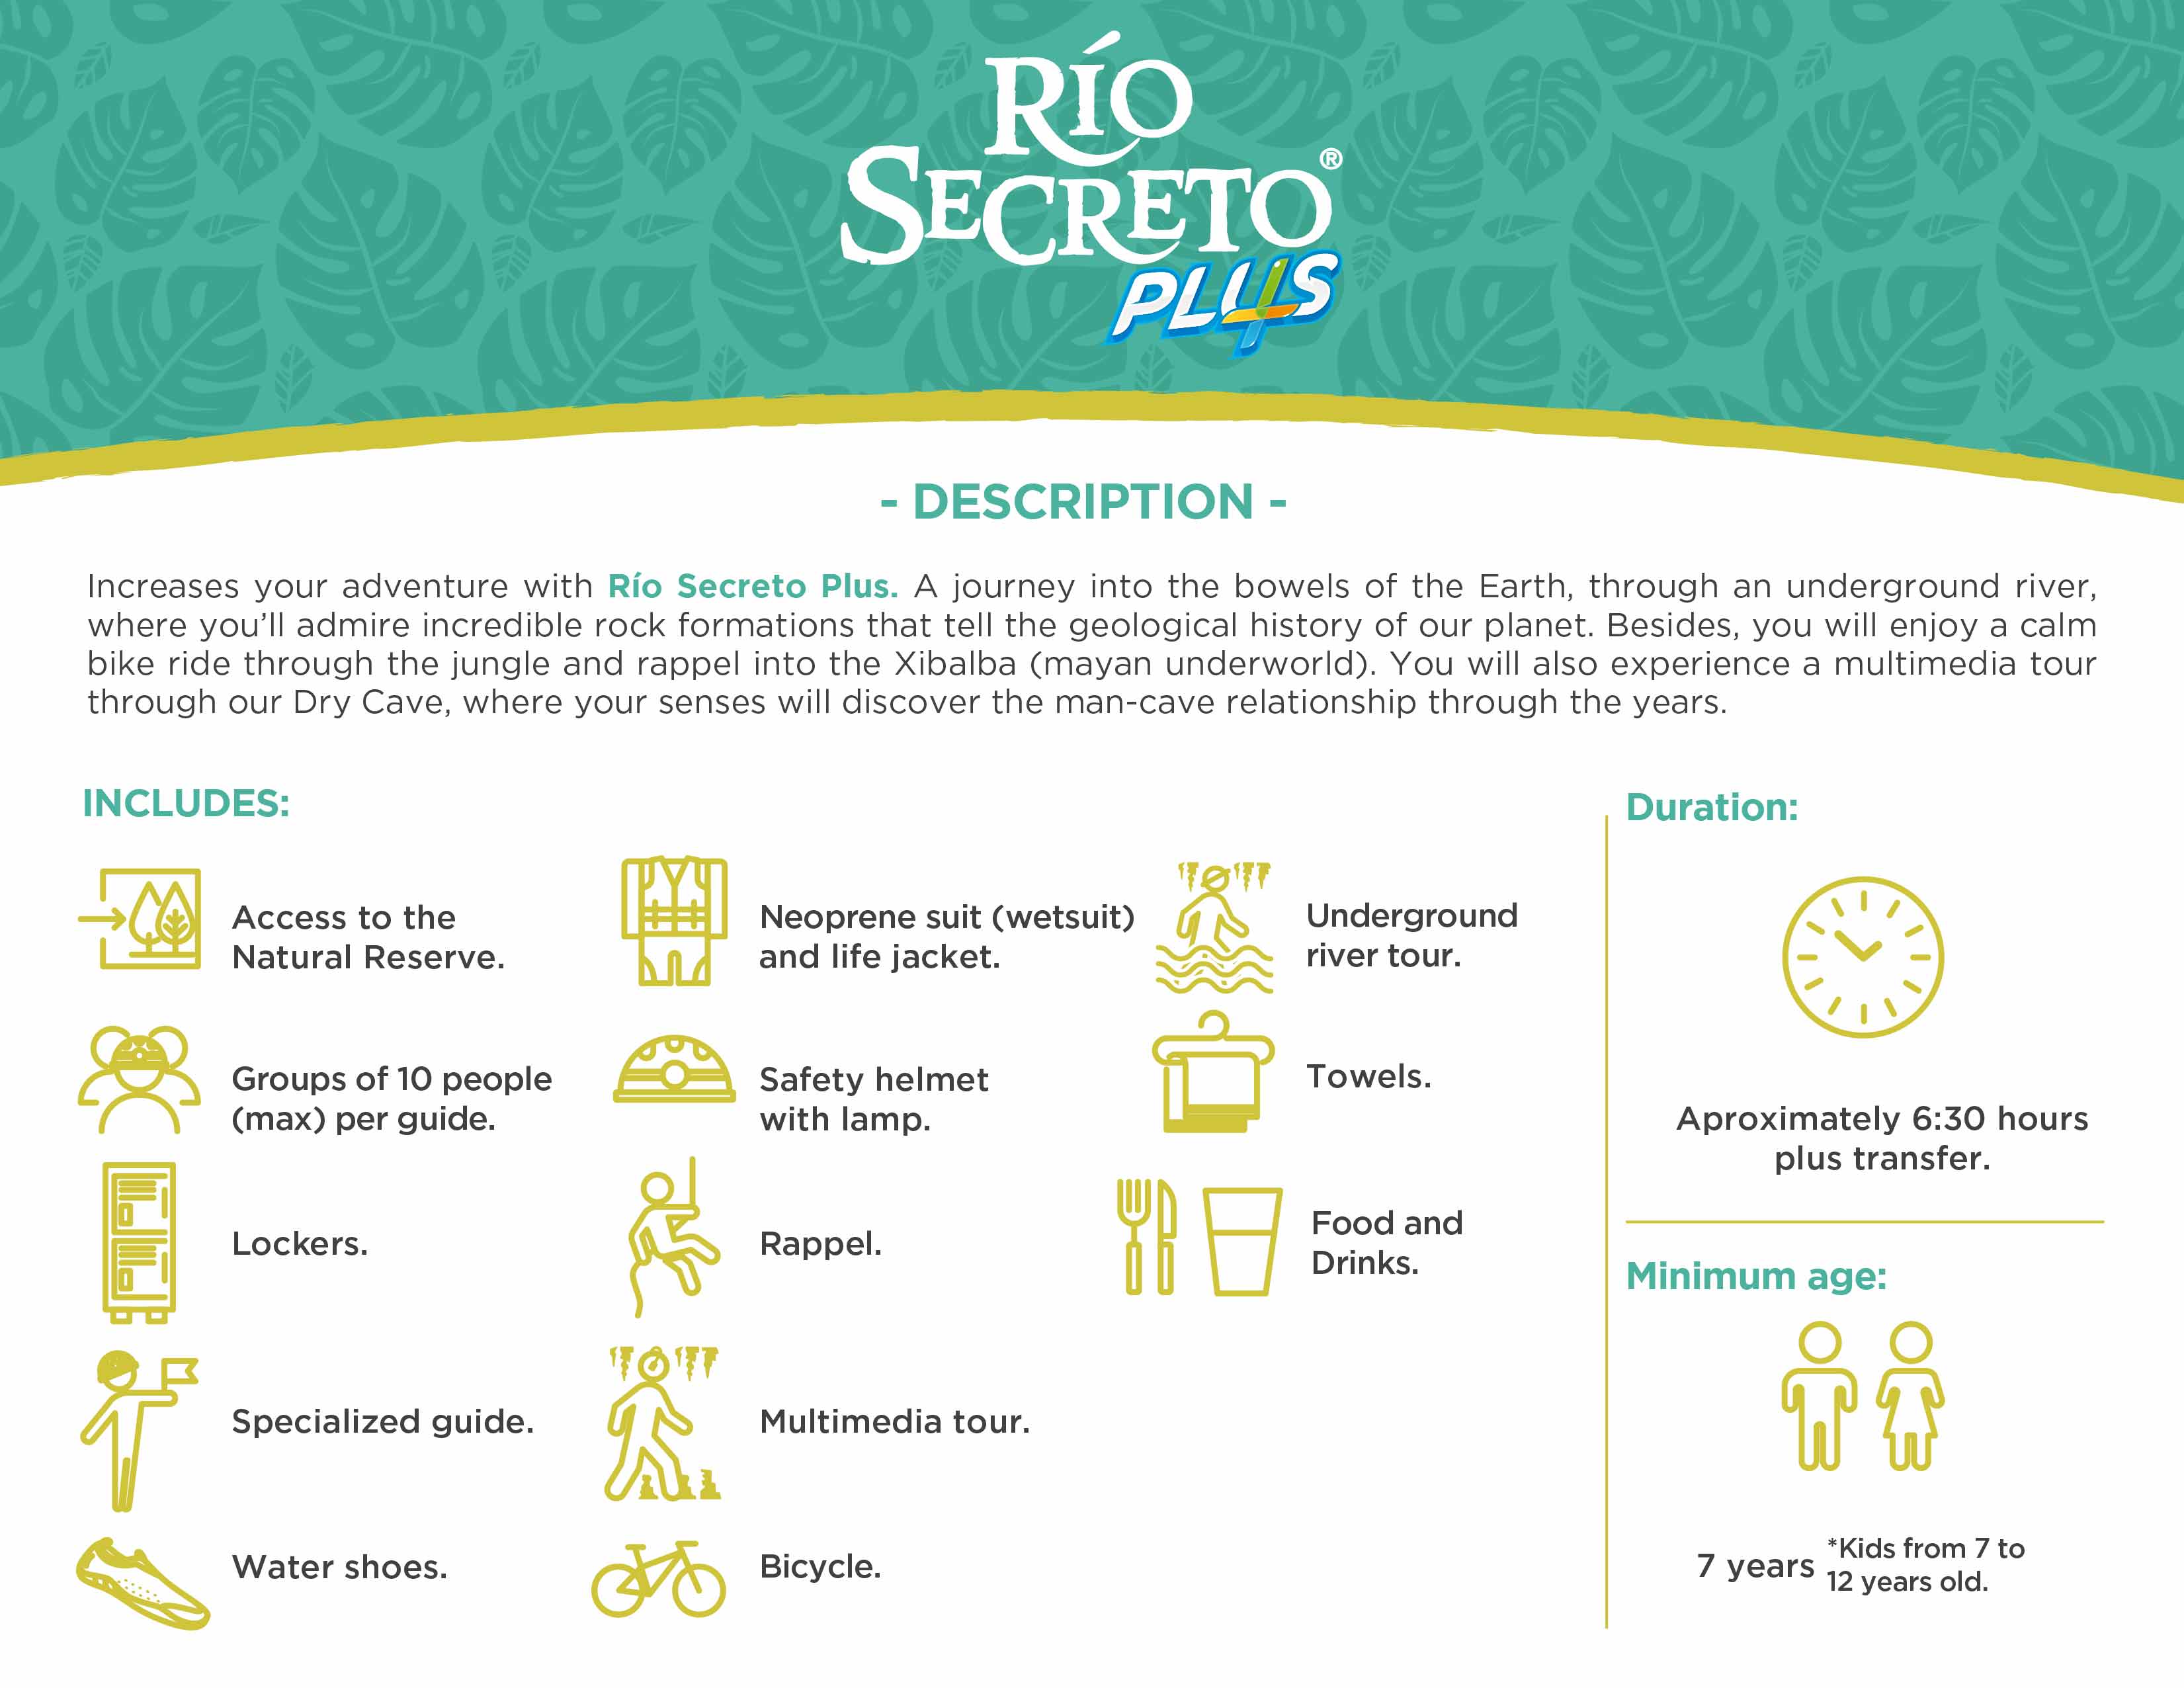 RÍO
SECRETO®
PLUS
- DESCRIPTION -
Increases your adventure with Río Secreto Plus. A journey into the bowels of the Earth, through an underground river,
where you'll admire incredible rock formations that tell the geological history of our planet. Besides, you will enjoy a calm
bike ride through the jungle and rappel into the Xibalba (mayan underworld). You will also experience a multimedia tour
through our Dry Cave, where your senses will discover the man-cave relationship through the years.
INCLUDES:
Access to the
Natural Reserve.
Groups of 10 people
(max) per guide.
Lockers.
Specialized guide.
Water shoes.
Neoprene suit (wetsuit)
and life jacket.
Safety helmet
with lamp.
Rappel.
Multimedia tour.
Bicycle.
Underground
river tour.
Towels.
Food and
Drinks.
Duration:
Aproximately 6:30 hours
plus transfer.
Minimum age:
7 years
*Kids from 7 to
12 years old.